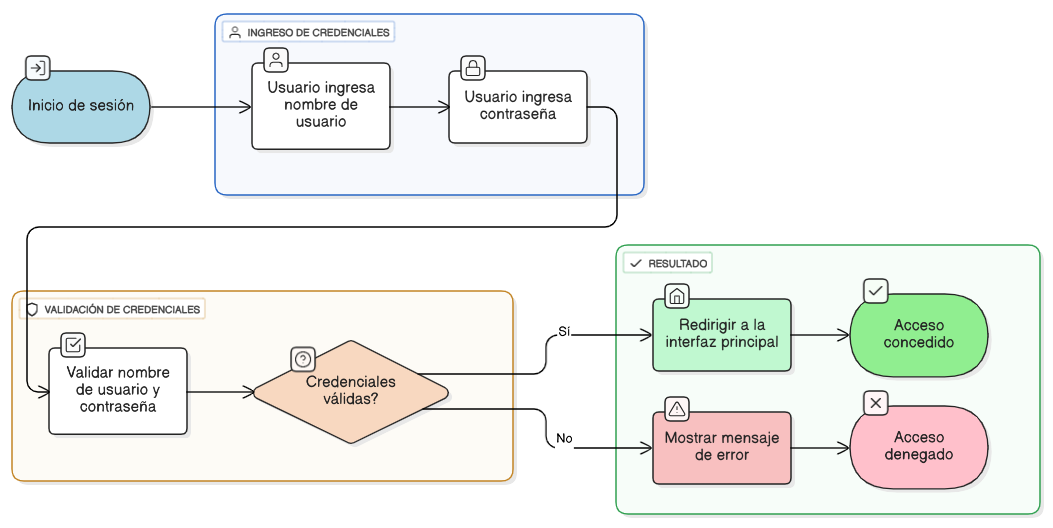 INGRESO DE CREDENCIALES
Inicio de sesión
Usuario ingresa
nombre de
usuario
Usuario ingresa
contraseña
VALIDACIÓN DE CREDENCIALES
Validar nombre
de usuario y
contraseña
Credenciales
válidas?
Sí
No
RESULTADO
Redirigir a la
interfaz principal
Acceso
concedido
Mostrar mensaje
de error
Acceso
denegado